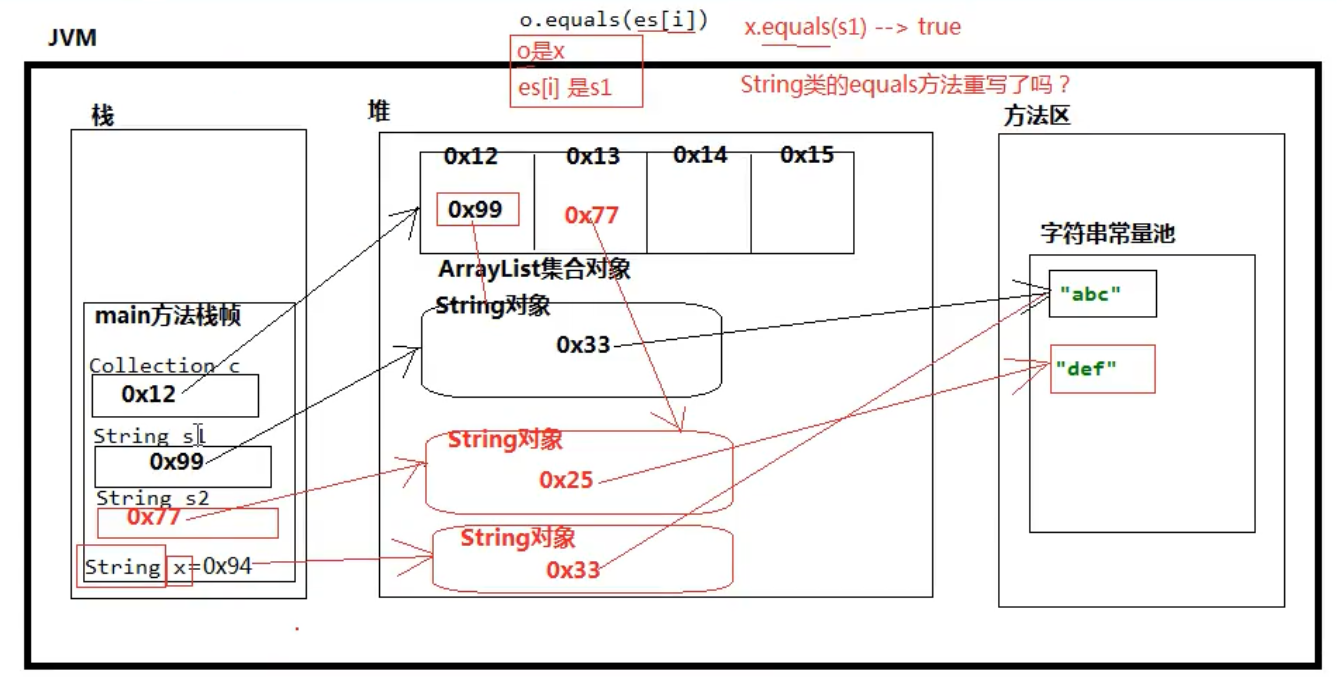 o.equals(es[i])
x.equals(s1) --> true
JVM
o是x
es[i] 是s1
String类的equals方法重写了吗？
栈
堆
方法区
0x12
0x13
0x14
0x15
0x99
0x77
字符串常量池
ArrayList集合对象
String对象
"abc"
main方法栈帧
0x33
Collection c
"def"
0x12
String s1
String对象
0x99
0x25
String s2
0x77
String对象
String x=0x94
0x33